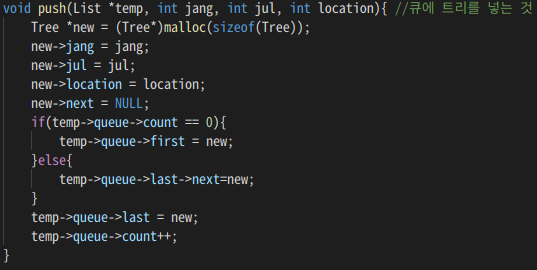 void push(List *temp, int jang, int jul, int location){ //큐에 트리를 넣는 것
    Tree *new = (Tree*)malloc(sizeof(Tree));
    new->jang = jang;
    new->jul = jul;
    new->location = location;
    new->next = NULL;
    if(temp->queue->count == 0){
        temp->queue->first = new;
    }else{
        temp->queue->last->next=new;
    }
    temp->queue->last = new;
    temp->queue->count++;
}